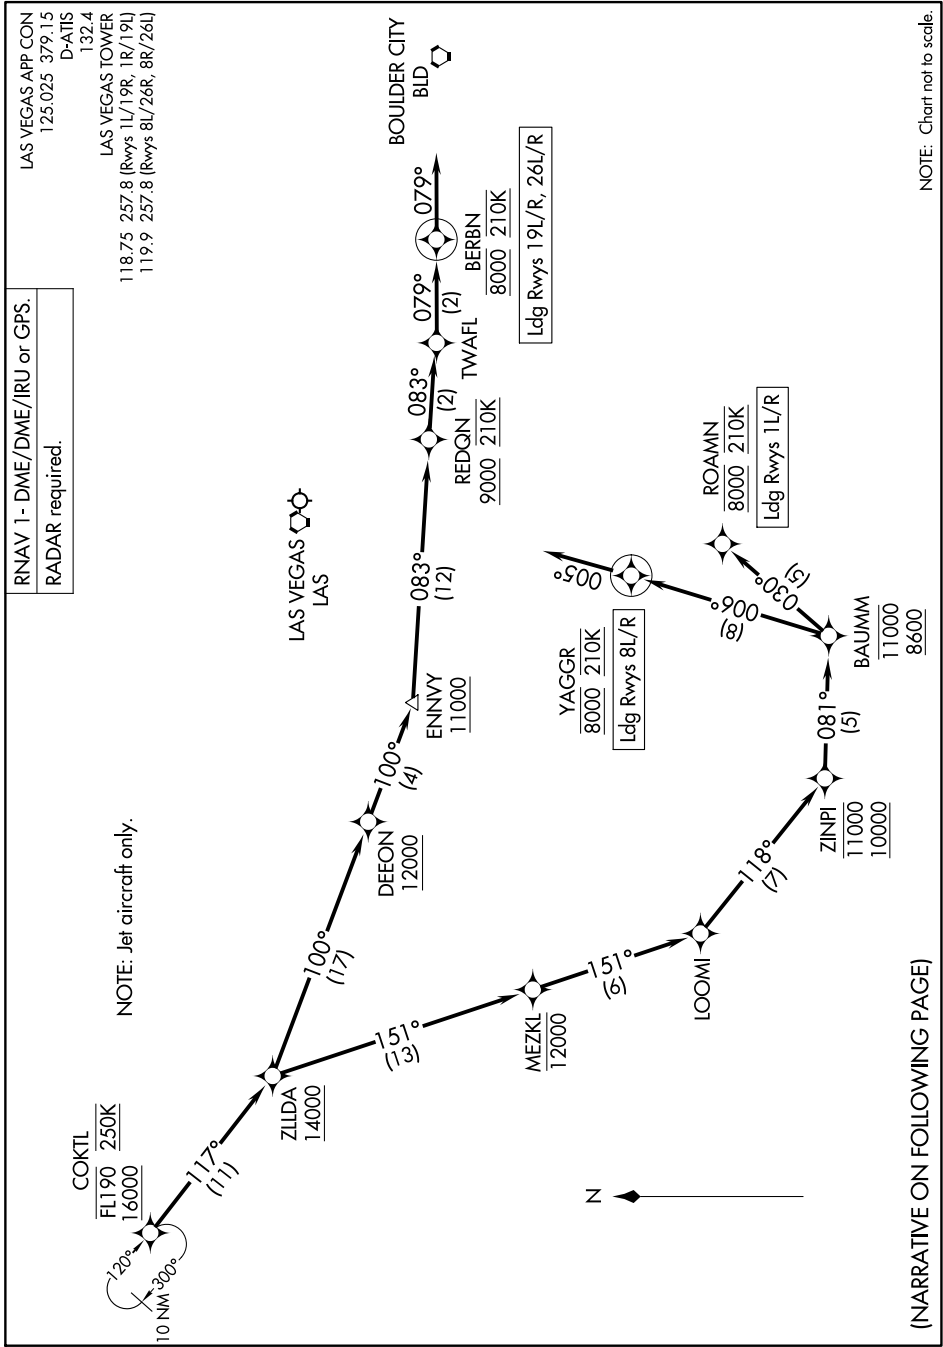 RNAV 1 - DME/DME/IRU or GPS.
RADAR required.
LAS VEGAS APP CON
125.025 379.15
D-ATIS
132.4
LAS VEGAS TOWER
118.75 257.8 (Rwys 1L/19R, 1R/19L)
119.9 257.8 (Rwys 8L/26R, 8R/26L)
NOTE: Jet aircraft only.
COKTL
FL190 250K
16000
120°
300°
10 NM
117°
(11)
ZLLDA
14000
100°
(17)
DEEON
12000
100°
(4)
ENNVY
11000
LAS VEGAS
LAS
083°
(12)
REDQN
9000 210K
083°
(2)
TWAFL
079°
(2)
BERBN
8000 210K
Ldg Rwys 19L/R, 26L/R
079°
BOULDER CITY
BLD
151°
(13)
MEZKL
12000
151°
(6)
LOOMI
118°
(7)
ZINPI
11000
10000
081°
(5)
BAUMM
11000
8600
006°
(8)
YAGGR
8000 210K
Ldg Rwys 8L/R
005°
030°
(5)
ROAMN
8000 210K
Ldg Rwys 1L/R
N
(NARRATIVE ON FOLLOWING PAGE)
NOTE: Chart not to scale.